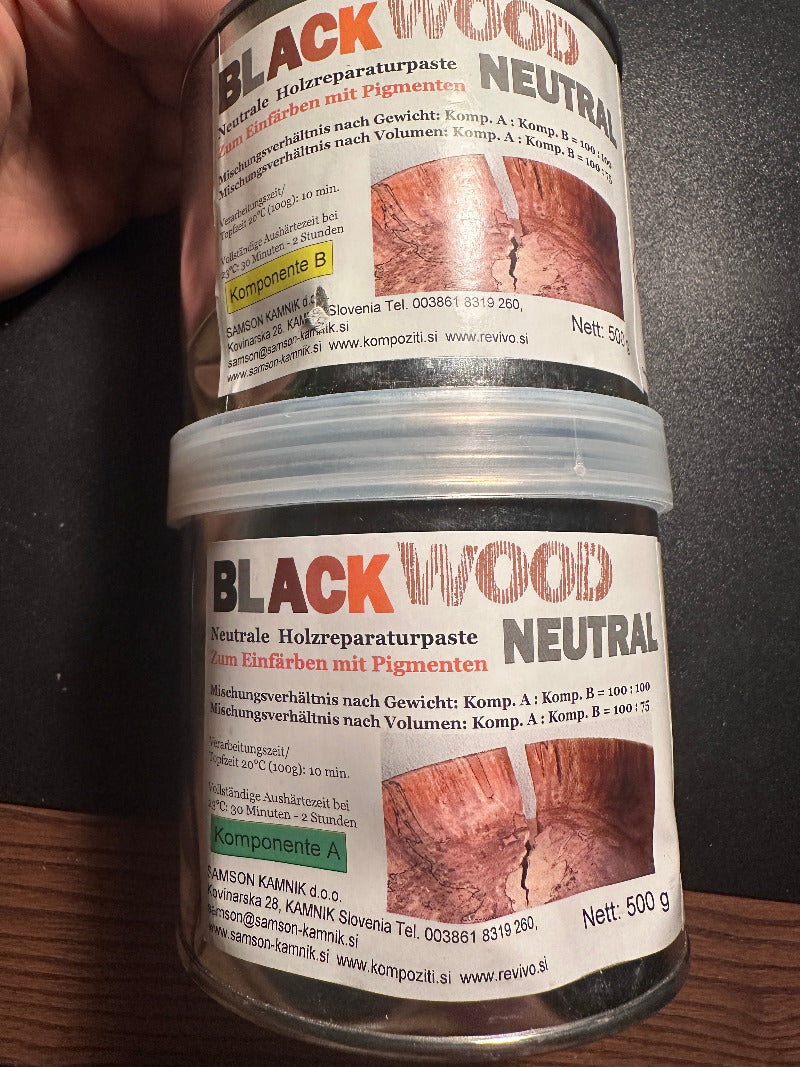 BLACKWOOD
NEUTRAL
Neutrale Holzreparaturpaste
Zum Einfärben mit Pigmenten
Mischungsverhältnis nach Gewicht: Komp. A : Komp. B = 100 : 100
Mischungsverhältnis nach Volumen: Komp. A : Komp. B = 100 : 75
Verarbeitungszeit/
Topfzeit 20°C (100g): 10 min.
Vollständige Aushärtezeit bei
23°C: 30 Minuten - 2 Stunden
Komponente B
SAMSON KAMNIK d.o. Slovenia Tel. 003861 8319 260,
Kovinarska 28,
samson@samson-kamnik.si
www.samson-kamnik.si www.kompoziti.si www.revivo.si
Nett: 500 g
BLACKWOOD
NEUTRAL
Neutrale Holzreparaturpaste
Zum Einfärben mit Pigmenten
Mischungsverhältnis nach Gewicht: Komp. A : Komp. B = 100 : 100
Mischungsverhältnis nach Volumen: Komp. A : Komp. B = 100 : 75
Verarbeitungszeit/
Topfzeit 20°C (100g): 10 min.
Vollständige Aushärtezeit bei
23°C: 30 Minuten - 2 Stunden
Komponente A
SAMSON KAMNIK d.o.o.
Kovinarska 28, KAMNIK Slovenia Tel. 003861 8319 260,
samson@samson-kamnik.si
www.samson-kamnik.si www.kompoziti.si www.revivo.si
Nett: 500 g